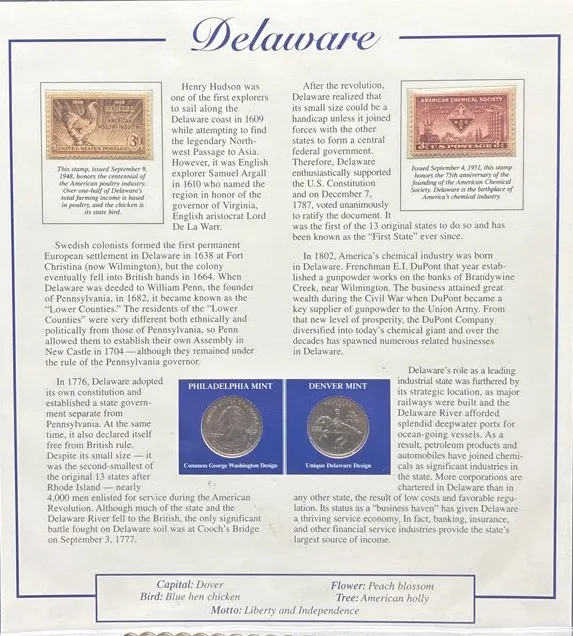 Delaware
1848 1948
CENTENNIAL
OF THE
AMERICAN
POULTRY INDUSTRY
3¢
UNITED STATES POSTAGE
This stamp, issued September 9,
1948, honors the centennial of
the American poultry industry.
Over one-half of Delaware's
total farming income is based
in poultry, and the chicken is
its state bird.
Henry Hudson was
one of the first explorers
to sail along the
Delaware coast in 1609
while attempting to find
the legendary North-
west Passage to Asia.
However, it was English
explorer Samuel Argall
in 1610 who named the
region in honor of the
governor of Virginia,
English aristocrat Lord
De La Warr.
Swedish colonists formed the first permanent
European settlement in Delaware in 1638 at Fort
Christina (now Wilmington), but the colony
eventually fell into British hands in 1664. When
Delaware was deeded to William Penn, the founder
of Pennsylvania, in 1682, it became known as the
"Lower Counties." The residents of the "Lower
Counties" were very different both ethnically and
politically from those of Pennsylvania, so Penn
allowed them to establish their own Assembly in
New Castle in 1704 — although they remained under
the rule of the Pennsylvania governor.
In 1776, Delaware adopted
its own constitution and
established a state govern-
ment separate from
Pennsylvania. At the same
time, it also declared itself
free from British rule.
Despite its small size — it
was the second-smallest of
the original 13 states after
Rhode Island — nearly
4,000 men enlisted for service during the American
Revolution. Although much of the state and the
Delaware River fell to the British, the only significant
battle fought on Delaware soil was at Cooch's Bridge
on September 3, 1777.
After the revolution,
Delaware realized that
its small size could be a
handicap unless it joined
forces with the other
states to form a central
federal government.
Therefore, Delaware
enthusiastically supported
the U.S. Constitution
and on December 7,
1787, voted unanimously
to ratify the document. It
was the first of the 13 original states to do so and has
been known as the "First State" ever since.
AMERICAN CHEMICAL SOCIETY
3¢ U.S. POSTAGE 3¢
Issued September 4, 1951, this stamp
honors the 75th anniversary of the
founding of the American Chemical
Society. Delaware is the birthplace of
America's chemical industry.
In 1802, America's chemical industry was born
in Delaware. Frenchman E.I. DuPont that year estab-
lished a gunpowder works on the banks of Brandywine
Creek, near Wilmington. The business attained great
wealth during the Civil War when DuPont became a
key supplier of gunpowder to the Union Army. From
that new level of prosperity, the DuPont Company
diversified into today's chemical giant and over the
decades has spawned numerous related businesses
in Delaware.
Delaware's role as a leading
industrial state was furthered by
its strategic location, as major
railways were built and the
Delaware River afforded
splendid deepwater ports for
ocean-going vessels. As a
result, petroleum products and
automobiles have joined chemi-
cals as significant industries in
the state. More corporations are
chartered in Delaware than in
any other state, the result of low costs and favorable regu-
lation. Its status as a "business haven" has given Delaware
a thriving service economy. In fact, banking, insurance,
and other financial service industries provide the state's
largest source of income.
PHILADELPHIA MINT
Common George Washington Design
DENVER MINT
Unique Delaware Design
Capital: Dover
Flower: Peach blossom
Bird: Blue hen chicken
Tree: American holly
Motto: Liberty and Independence